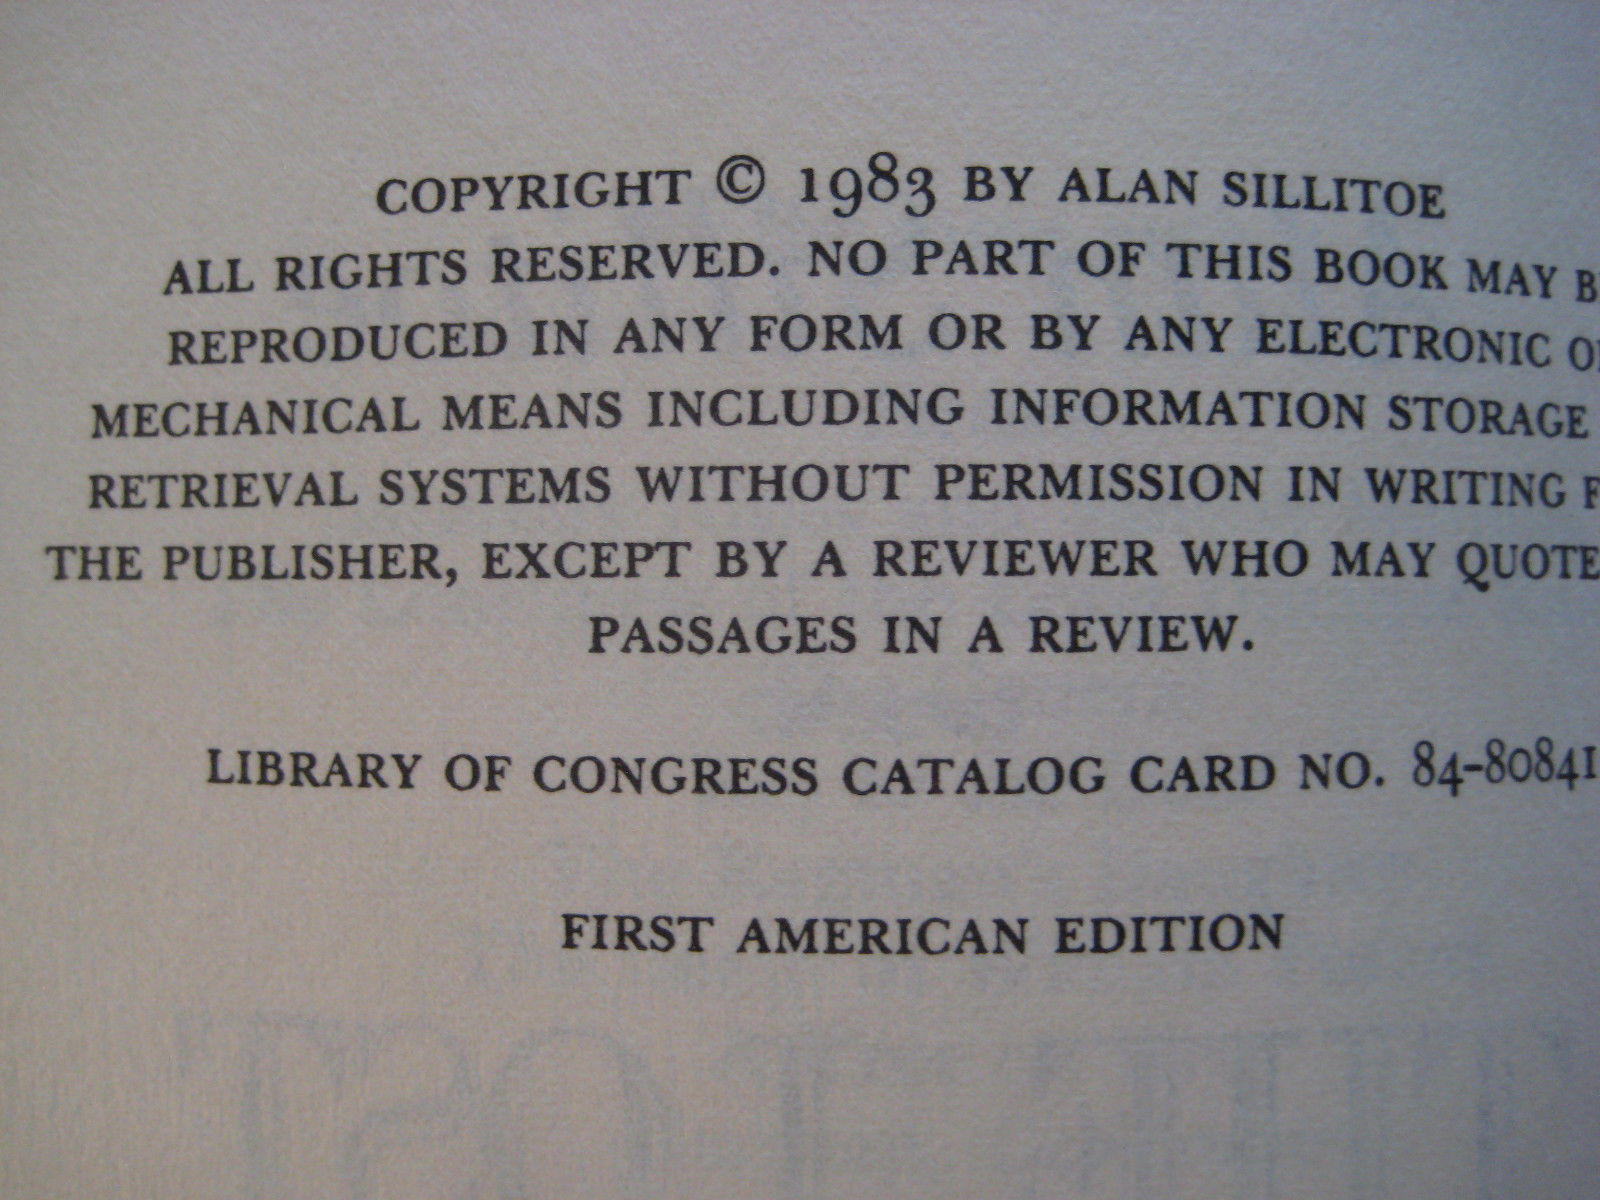 COPYRIGHT © 1983 BY ALAN SILLITOE
ALL RIGHTS RESERVED. NO PART OF THIS BOOK MAY B
REPRODUCED IN ANY FORM OR BY ANY ELECTRONIC O
MECHANICAL MEANS INCLUDING INFORMATION STORAGE
RETRIEVAL SYSTEMS WITHOUT PERMISSION IN WRITING F
THE PUBLISHER, EXCEPT BY A REVIEWER WHO MAY QUOTE
PASSAGES IN A REVIEW.
LIBRARY OF CONGRESS CATALOG CARD NO. 84-80841
FIRST AMERICAN EDITION